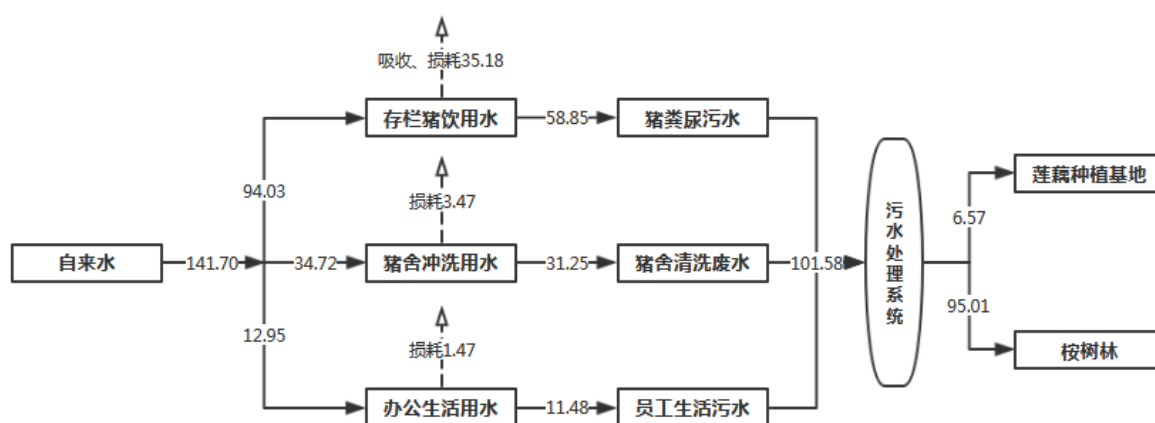 吸收、损耗35.18
存栏猪饮用水
58.85
猪粪尿污水
94.03
损耗3.47
自来水
141.70
34.72
猪舍冲洗用水
31.25
猪舍清洗废水
101.58
12.95
损耗1.47
办公生活用水
11.48
员工生活污水
污水处理系统
莲藕种植基地
6.57
95.01
桉树林